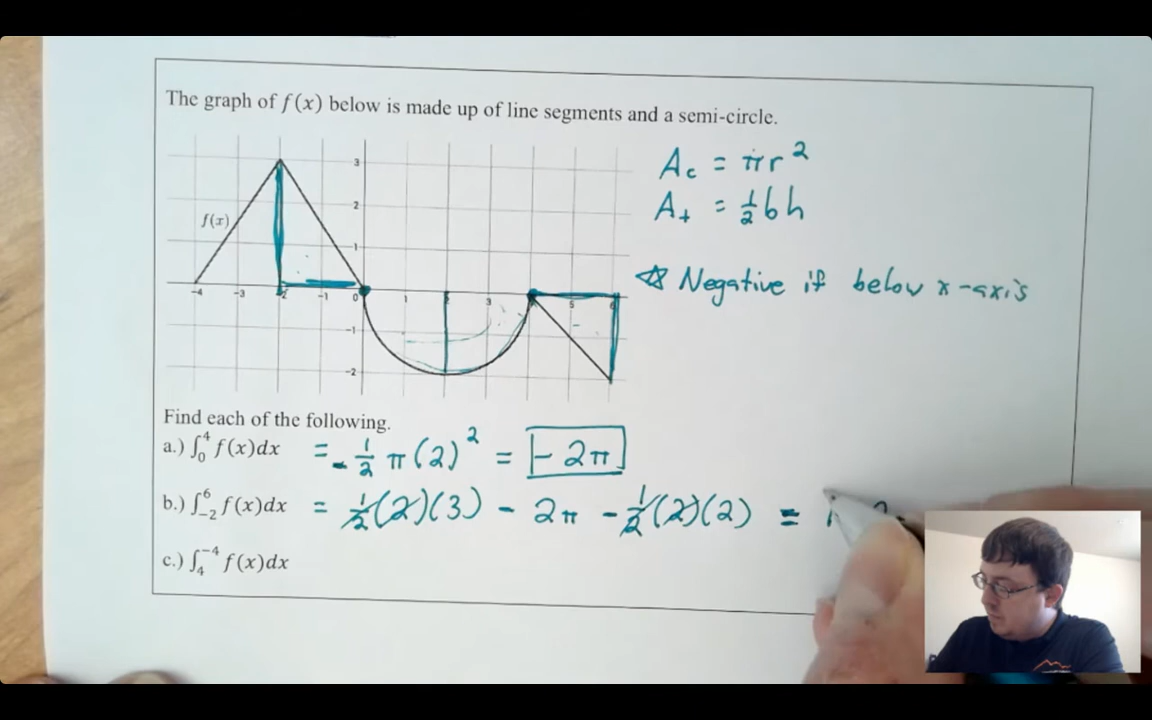 The graph of f(x) below is made up of line segments and a semi-circle.
A_c = πr²
A_t = ½bh
☆ Negative if below x-axis
f(x)
3
2
1
-4 -3 -2 -1 0 1 3 5 6
-1
-2
Find each of the following.
a.) ∫₀⁴ f(x)dx = -½ π(2)² = -2π
b.) ∫₋₂⁶ f(x)dx = ½(2)(3) - 2π - ½(2)(2) =
c.) ∫₄⁻⁴ f(x)dx